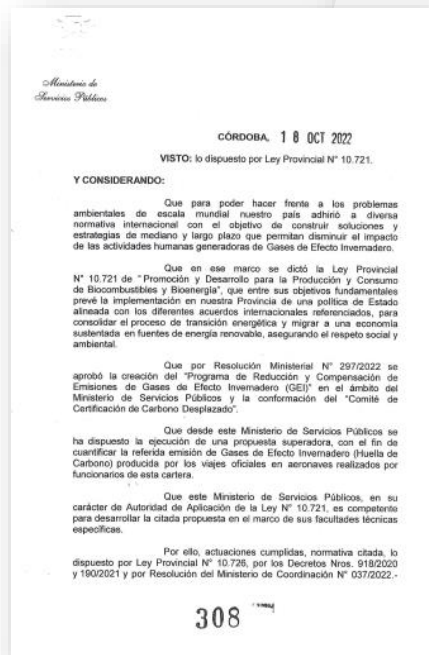 Ministerio de
Servicios Públicos
CÓRDOBA, 18 OCT 2022
VISTO: lo dispuesto por Ley Provincial N° 10.721.
Y CONSIDERANDO:
Que para poder hacer frente a los problemas
ambientales de escala mundial nuestro país adhirió a diversa
normativa internacional con el objetivo de construir soluciones y
estrategias de mediano y largo plazo que permitan disminuir el impacto
de las actividades humanas generadoras de Gases de Efecto Invernadero.
Que en ese marco se dictó la Ley Provincial
N° 10.721 de "Promoción y Desarrollo para la Producción y Consumo
de Biocombustibles y Bioenergía", que entre sus objetivos fundamentales
prevé la implementación en nuestra Provincia de una política de Estado
alineada con los diferentes acuerdos internacionales referenciados, para
consolidar el proceso de transición energética y migrar a una economía
sustentada en fuentes de energía renovable, asegurando el respeto social y
ambiental.
Que por Resolución Ministerial N° 297/2022 se
aprobó la creación del "Programa de Reducción y Compensación de
Emisiones de Gases de Efecto Invernadero (GEI)" en el ámbito del
Ministerio de Servicios Públicos y la conformación del "Comité de
Certificación de Carbono Desplazado".
Que desde este Ministerio de Servicios Públicos se
ha dispuesto la ejecución de una propuesta superadora, con el fin de
cuantificar la referida emisión de Gases de Efecto Invernadero (Huella de
Carbono) producida por los viajes oficiales en aeronaves realizados por
funcionarios de esta cartera.
Que este Ministerio de Servicios Públicos, en su
carácter de Autoridad de Aplicación de la Ley N° 10.721, es competente
para desarrollar la citada propuesta en el marco de sus facultades técnicas
específicas.
Por ello, actuaciones cumplidas, normativa citada, lo
dispuesto por Ley Provincial N° 10.726, por los Decretos Nros. 918/2020
y 190/2021 y por Resolución del Ministerio de Coordinación N° 037/2022.-
308